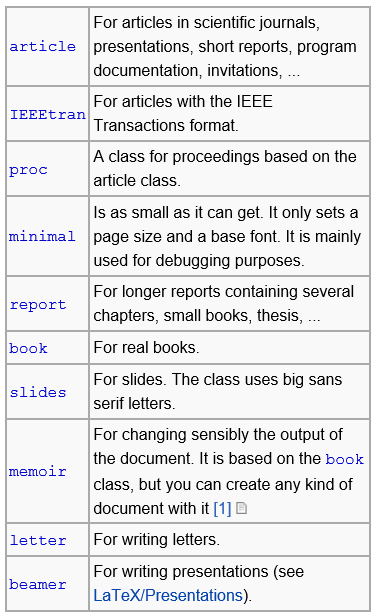 article
For articles in scientific journals,
presentations, short reports, program
documentation, invitations, ...
IEEEtran
For articles with the IEEE
Transactions format.
proc
A class for proceedings based on the
article class.
minimal
Is as small as it can get. It only sets a
page size and a base font. It is mainly
used for debugging purposes.
report
For longer reports containing several
chapters, small books, thesis, ...
book
For real books.
slides
For slides. The class uses big sans
serif letters.
memoir
For changing sensibly the output of
the document. It is based on the book
class, but you can create any kind of
document with it [1]
letter
For writing letters.
beamer
For writing presentations (see
LaTeX/Presentations).